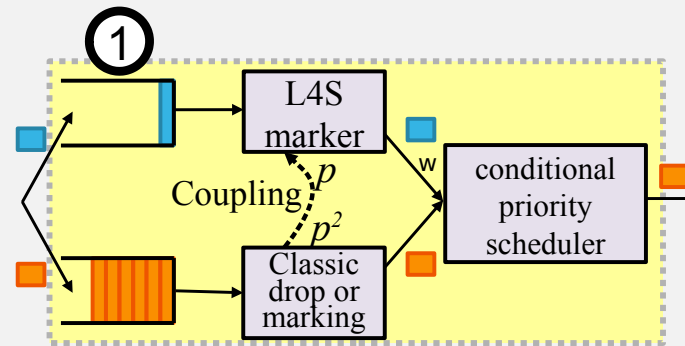 1
L4S
marker
w
Coupling
p
p²
conditional
priority
scheduler
Classic
drop or
marking